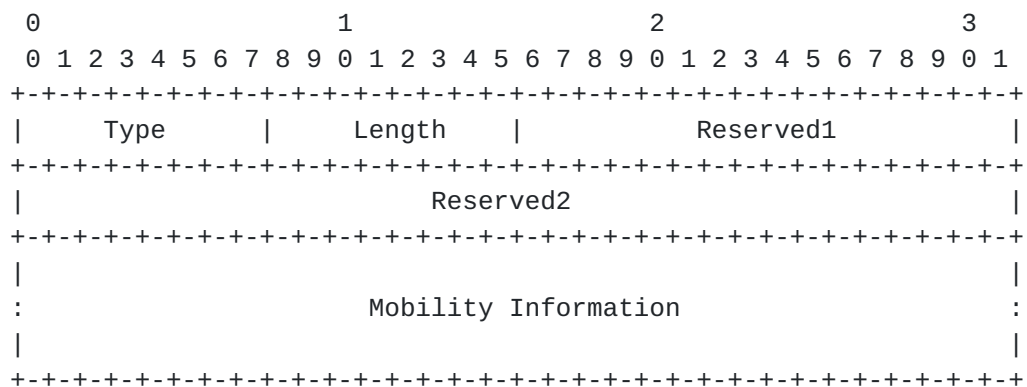 0                   1                   2                   3
 0 1 2 3 4 5 6 7 8 9 0 1 2 3 4 5 6 7 8 9 0 1 2 3 4 5 6 7 8 9 0 1
+-+-+-+-+-+-+-+-+-+-+-+-+-+-+-+-+-+-+-+-+-+-+-+-+-+-+-+-+-+-+-+-+
|     Type      |     Length    |           Reserved1           |
+-+-+-+-+-+-+-+-+-+-+-+-+-+-+-+-+-+-+-+-+-+-+-+-+-+-+-+-+-+-+-+-+
|                          Reserved2                            |
+-+-+-+-+-+-+-+-+-+-+-+-+-+-+-+-+-+-+-+-+-+-+-+-+-+-+-+-+-+-+-+-+
|                                                               |
:                      Mobility Information                     :
|                                                               |
+-+-+-+-+-+-+-+-+-+-+-+-+-+-+-+-+-+-+-+-+-+-+-+-+-+-+-+-+-+-+-+-+